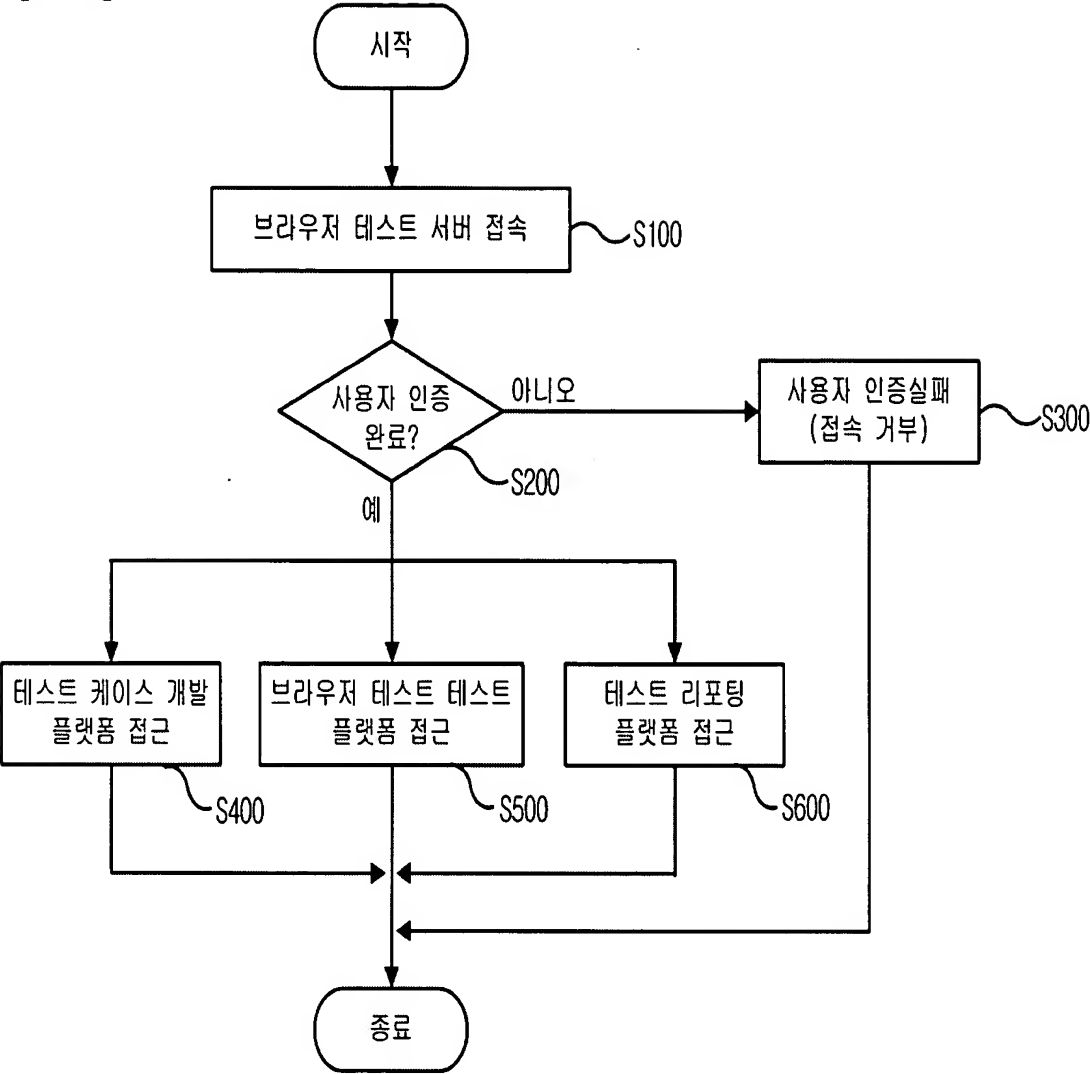 시작
브라우저 테스트 서버 접속
S100
사용자 인증
완료?
S200
아니오
사용자 인증실패
(접속 거부)
S300
예
테스트 케이스 개발
플랫폼 접근
S400
브라우저 테스트 테스트
플랫폼 접근
S500
테스트 리포팅
플랫폼 접근
S600
종료